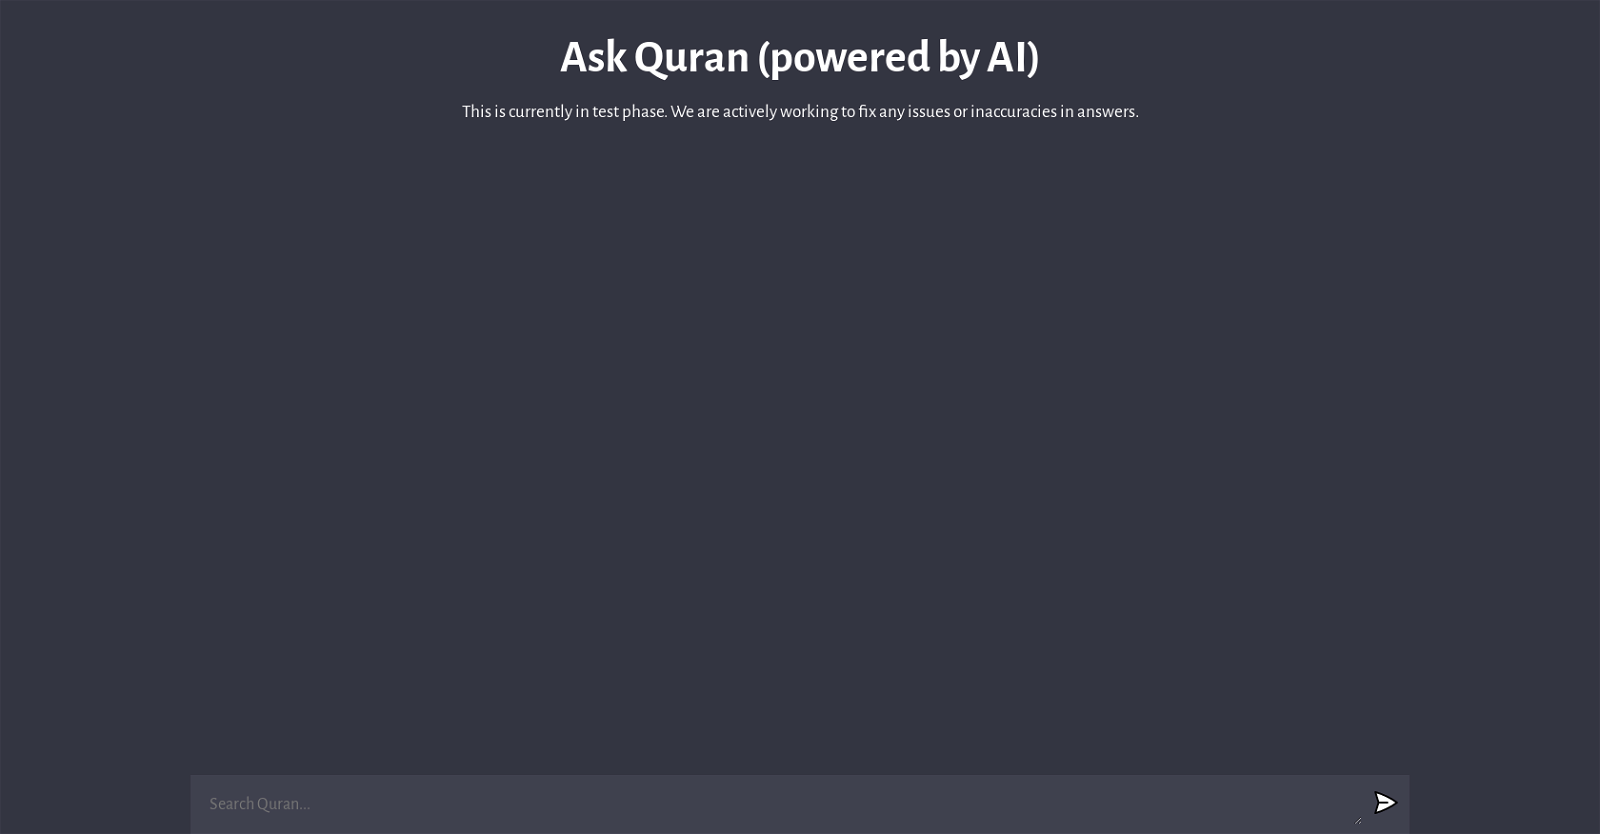 Ask Quran (powered by AI)
This is currently in test phase. We are actively working to fix any issues or inaccuracies in answers.
Search Quran...